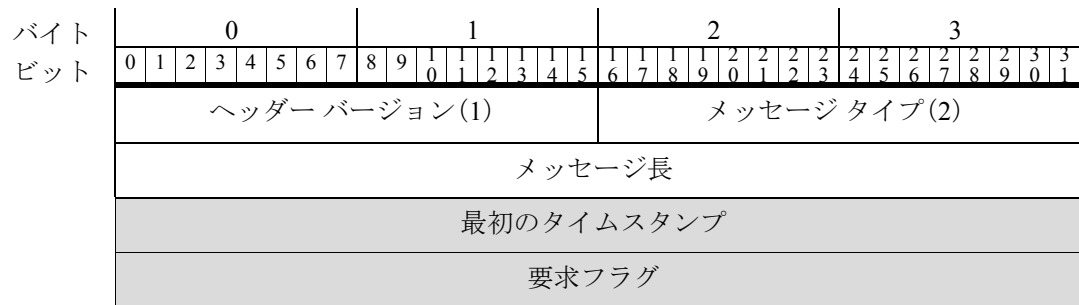 バイト 0 1 2 3
ビット 0 1 2 3 4 5 6 7 8 9 10 11 12 13 14 15 16 17 18 19 20 21 22 23 24 25 26 27 28 29 30 31
ヘッダー バージョン(1) メッセージ タイプ(2)
メッセージ長
最初のタイムスタンプ
要求フラグ